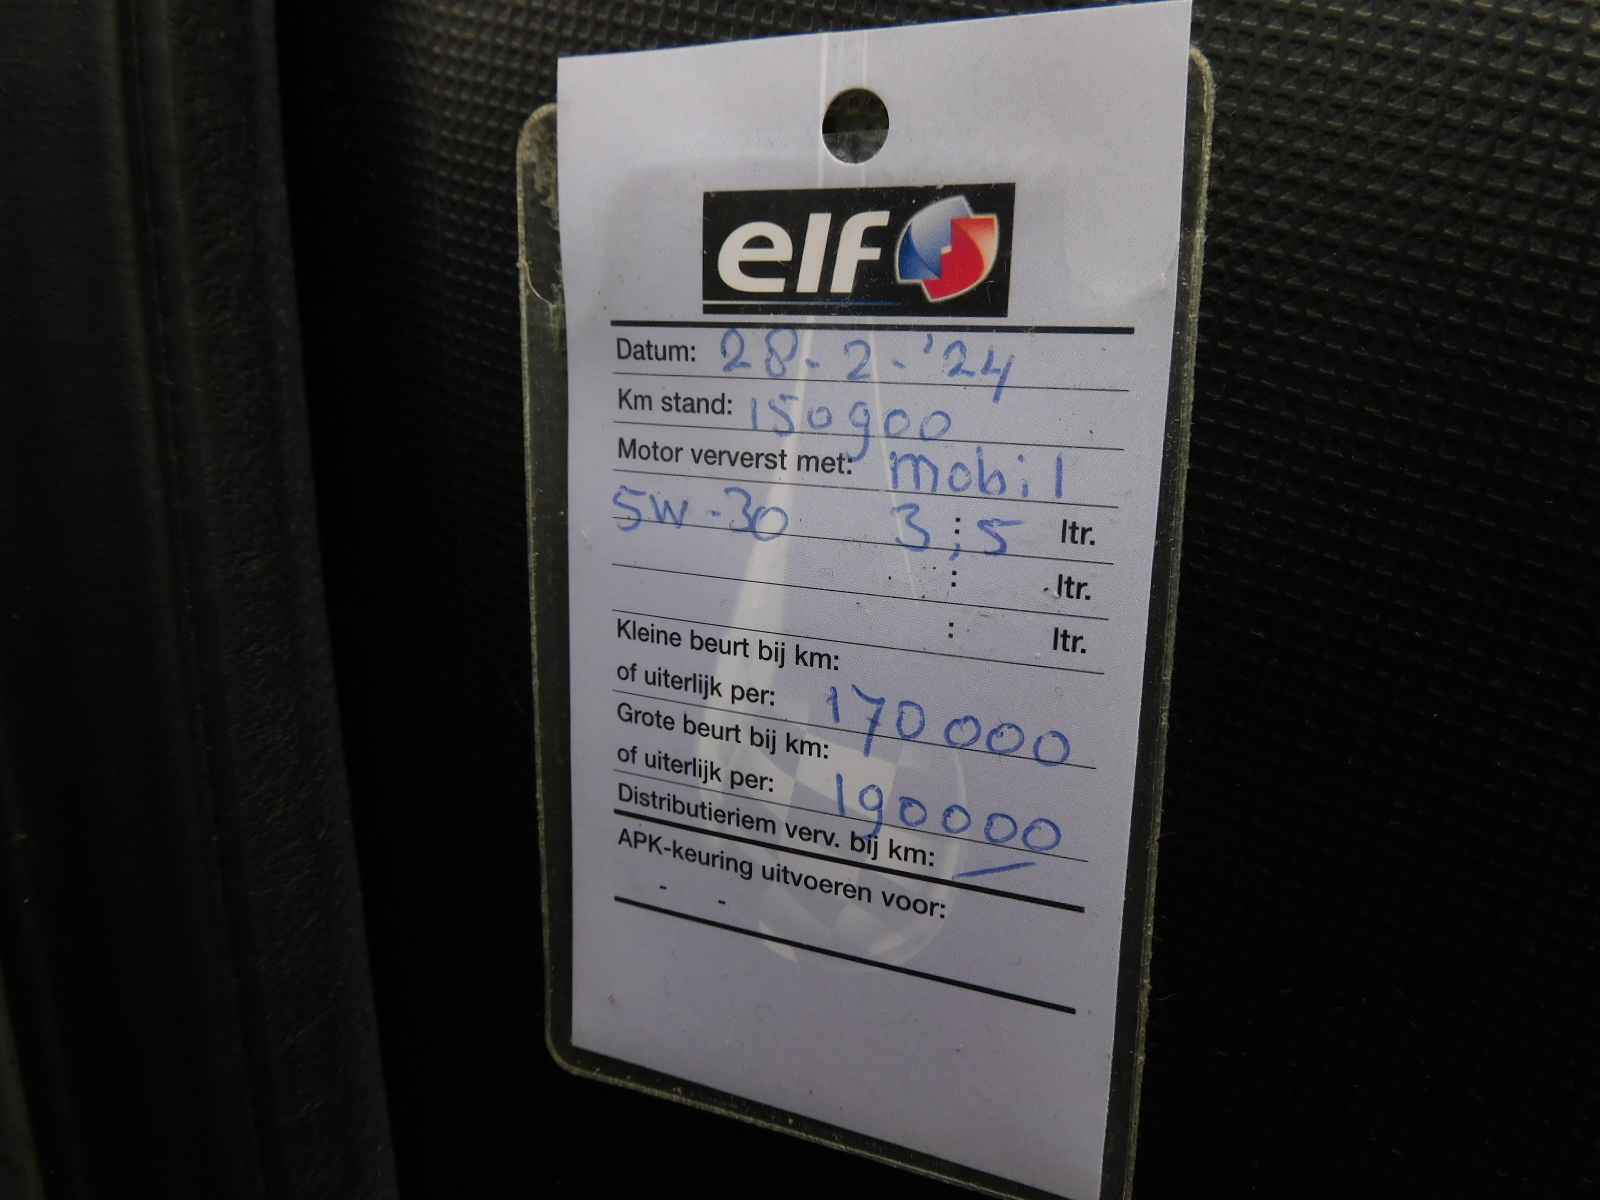 elf
Datum: 28-2-'24
Km stand: 150900
Motor ververst met: mobil
5W-30 3,5 ltr.
: ltr.
: ltr.
Kleine beurt bij km:
of uiterlijk per: 170000
Grote beurt bij km:
of uiterlijk per: 190000
Distributieriem verv. bij km: —
APK-keuring uitvoeren voor:
- -